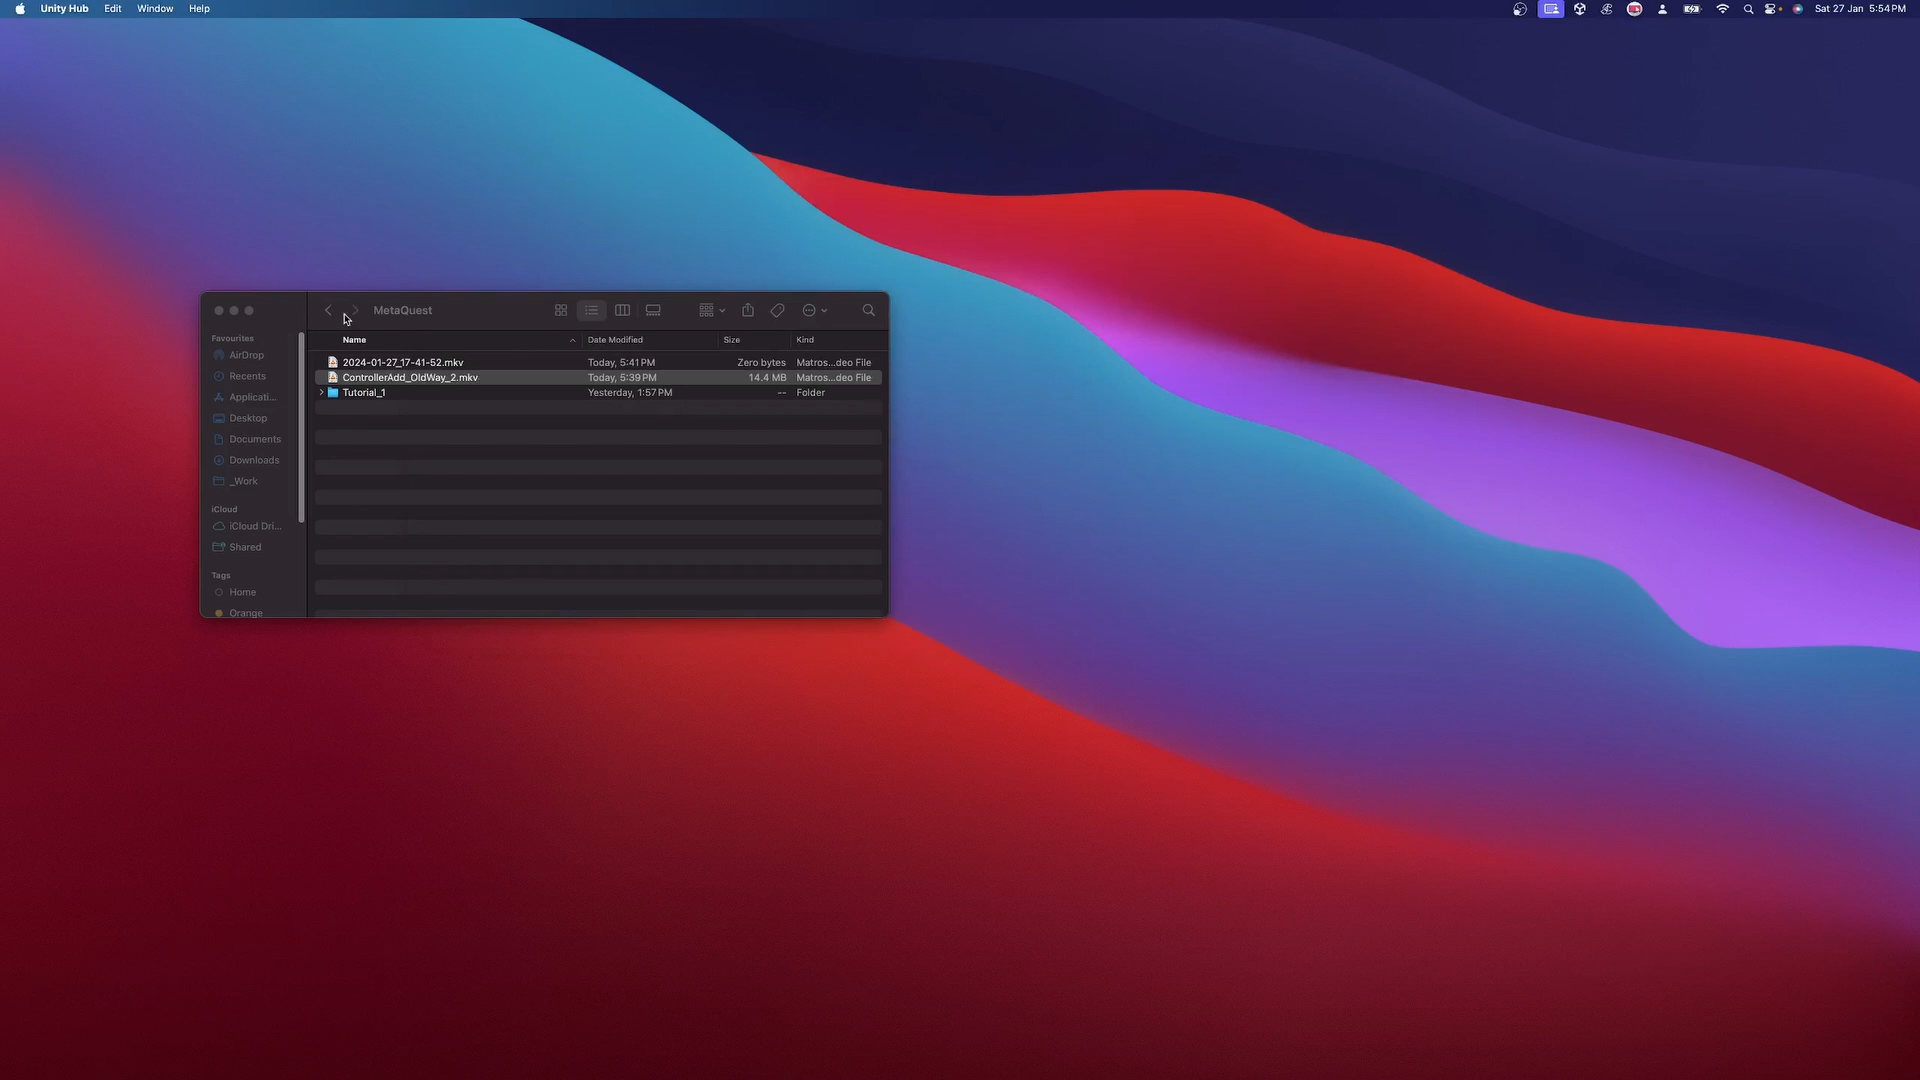 Unity Hub Edit Window Help Sat 27 Jan 5:54 PM
MetaQuest
Name Date Modified Size Kind
2024-01-27_17-41-52.mkv Today, 5:41 PM Zero bytes Matros...deo File
ControllerAdd_OldWay_2.mkv Today, 5:39 PM 14.4 MB Matros...deo File
Tutorial_1 Yesterday, 1:57 PM -- Folder
Favourites
AirDrop
Recents
Applicati...
Desktop
Documents
Downloads
_Work
iCloud
iCloud Dri...
Shared
Tags
Home
Orange